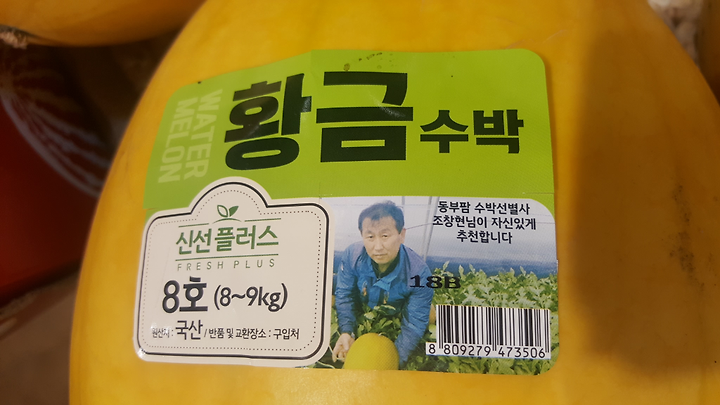 WATER
MELON
황금수박
신선플러스
FRESH PLUS
8호 (8~9kg)
원산지 : 국산 / 반품 및 교환장소 : 구입처
동부팜 수박선별사
조창현님이 자신있게
추천합니다
18B
8 809279 473506